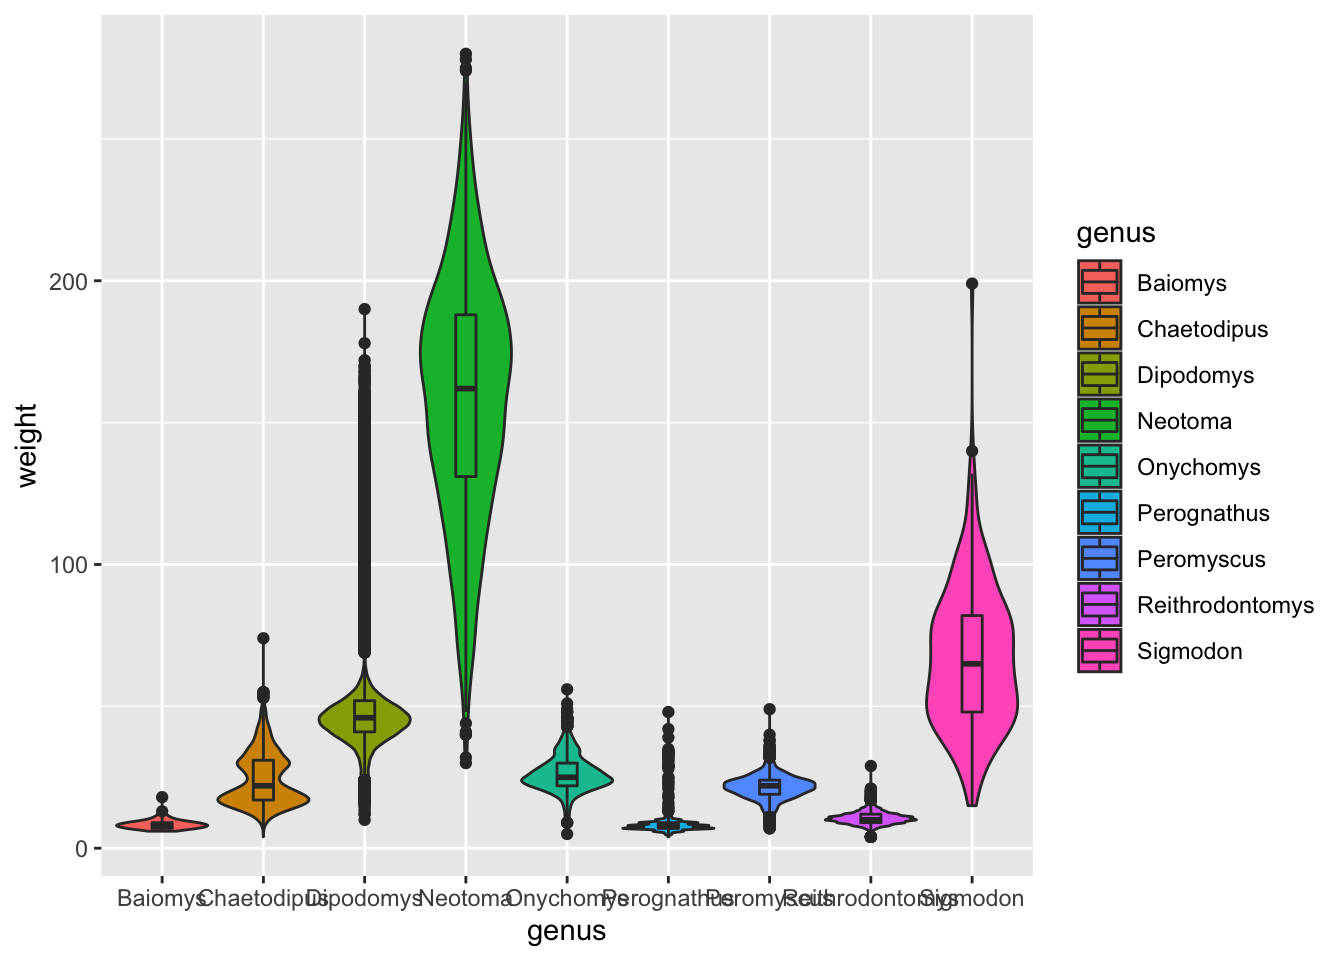 weight
200
100
0
Baiomys Chaetodipus Dipodomys Neotoma Onychomys Perognathus Peromyscus Reithrodontomys Sigmodon
genus
genus
Baiomys
Chaetodipus
Dipodomys
Neotoma
Onychomys
Perognathus
Peromyscus
Reithrodontomys
Sigmodon